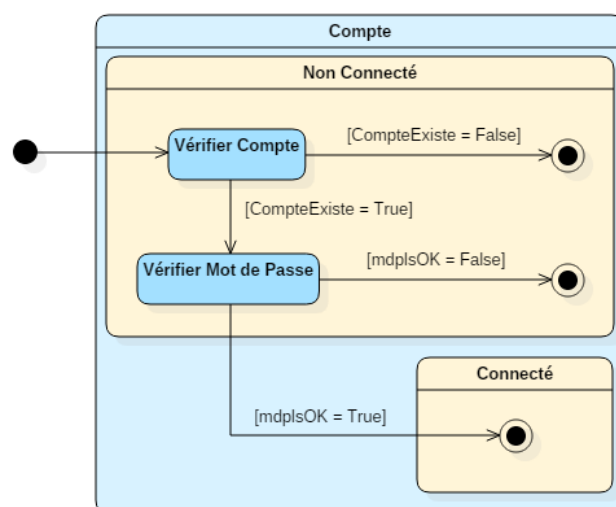 Compte
Non Connecté
Vérifier Compte
[CompteExiste = False]
[CompteExiste = True]
Vérifier Mot de Passe
[mdpIsOK = False]
Connecté
[mdpIsOK = True]